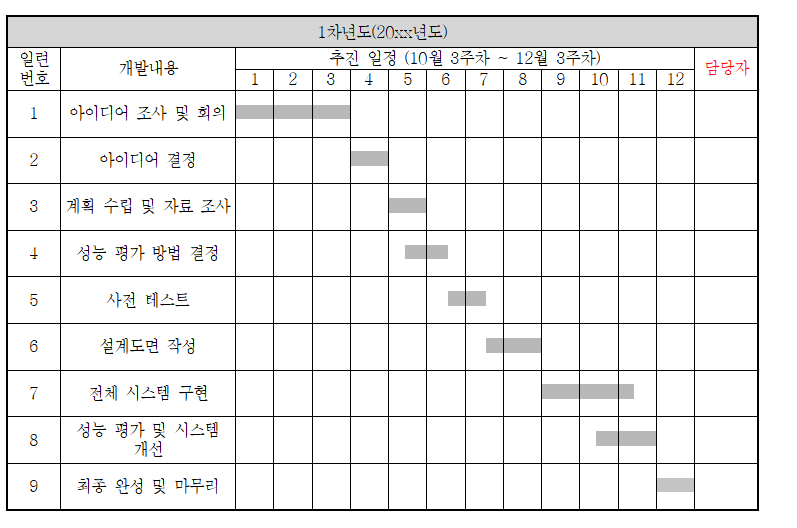 1차년도(20xx년도)
일련
번호
개발내용
추진 일정 (10월 3주차 ~ 12월 3주차)
담당자
1 2 3 4 5 6 7 8 9 10 11 12
1 아이디어 조사 및 회의
2 아이디어 결정
3 계획 수립 및 자료 조사
4 성능 평가 방법 결정
5 사전 테스트
6 설계도면 작성
7 전체 시스템 구현
8 성능 평가 및 시스템
개선
9 최종 완성 및 마무리